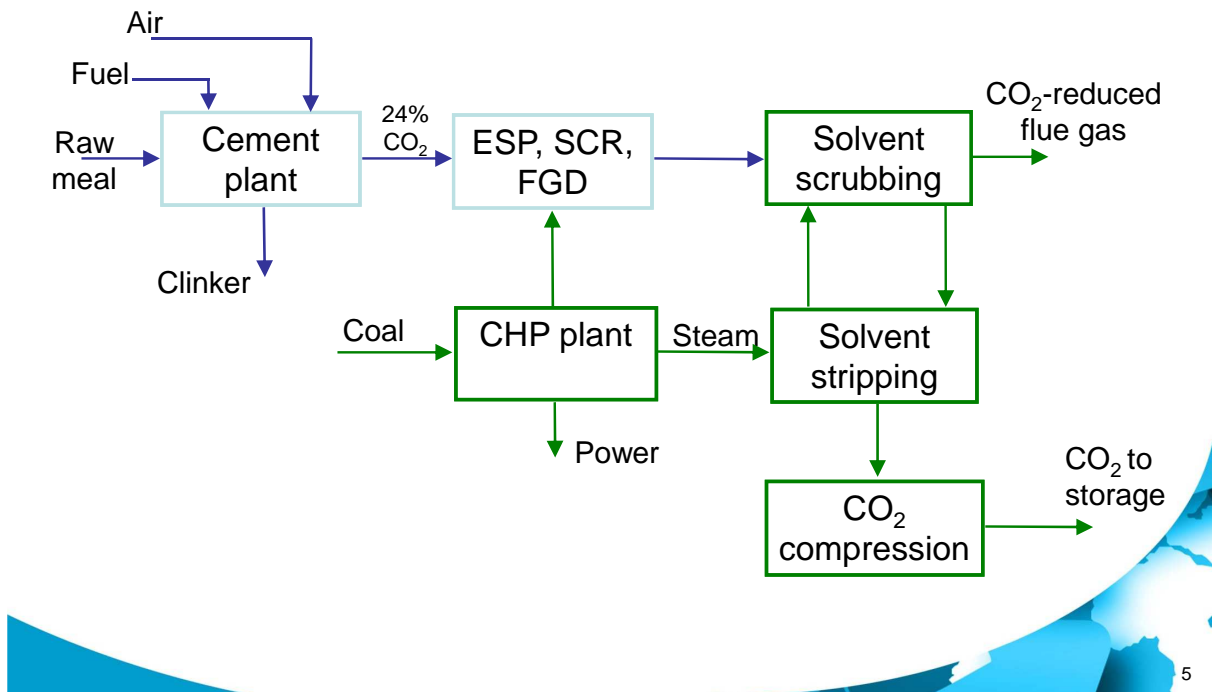 Air
Fuel
Raw
meal
Cement
plant
24%
CO₂
ESP, SCR,
FGD
Solvent
scrubbing
CO₂-reduced
flue gas
Clinker
Coal
CHP plant
Steam
Solvent
stripping
Power
CO₂
compression
CO₂ to
storage
5